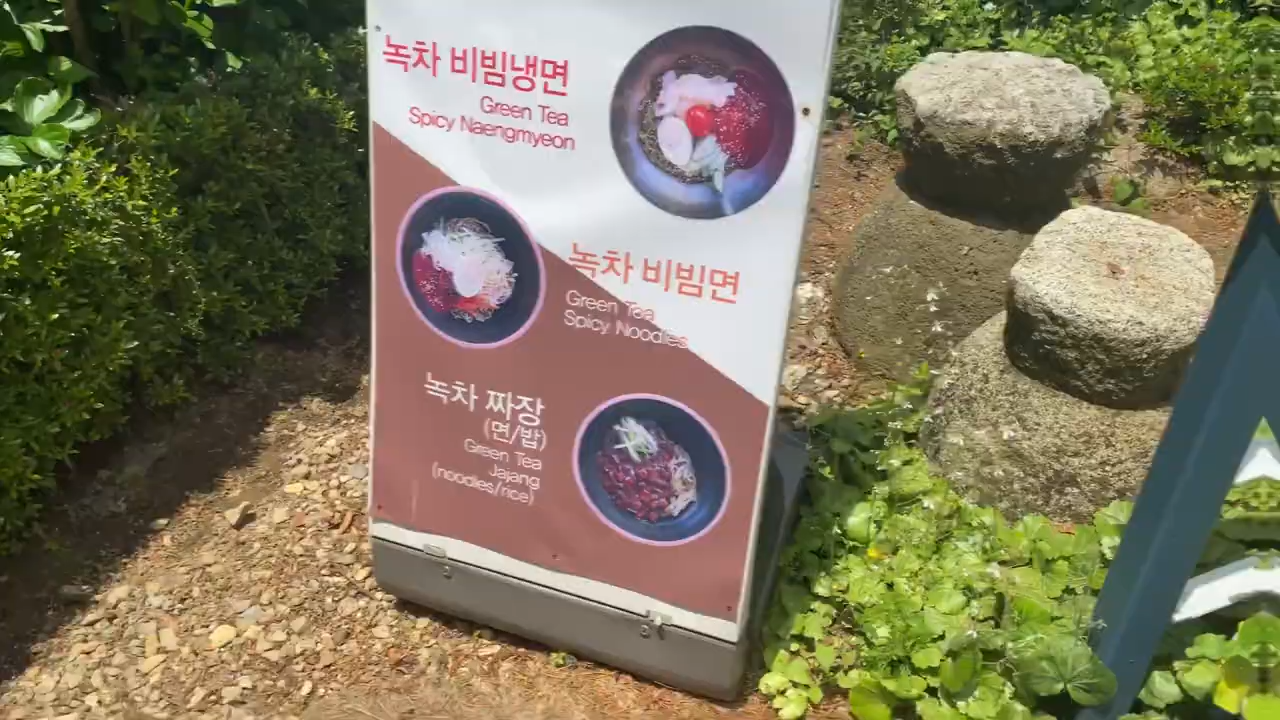 녹차 비빔냉면
Green Tea
Spicy Naengmyeon
녹차 비빔면
Green Tea
Spicy Noodles
녹차 짜장
(면/밥)
Green Tea
Jajang
(noodles/rice)